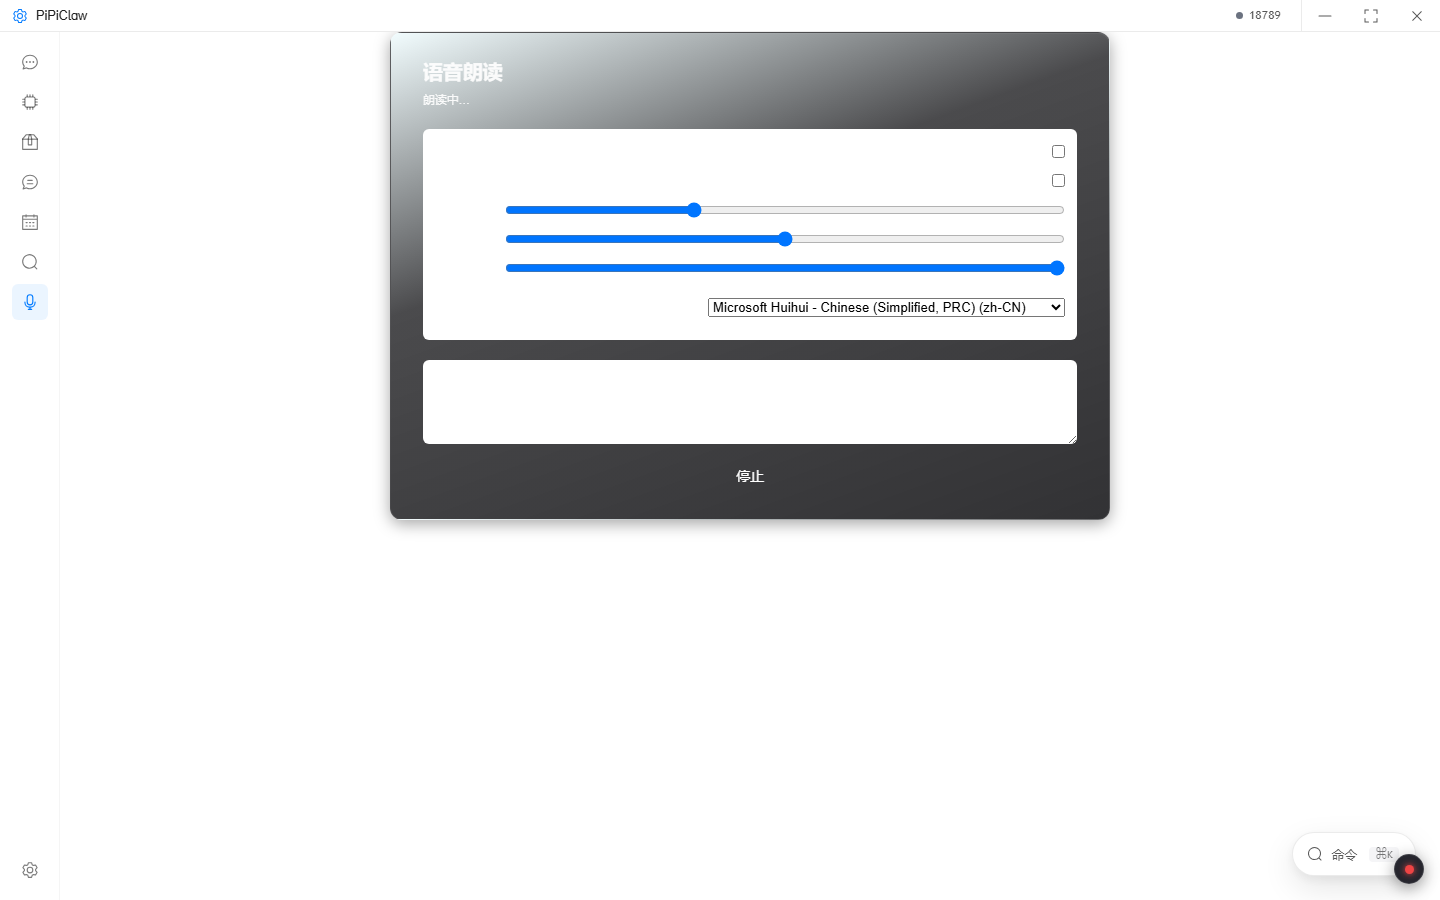 PiPiClaw
18789
语音朗读
朗读中...
Microsoft Huihui - Chinese (Simplified, PRC) (zh-CN)
停止
命令 ⌘K